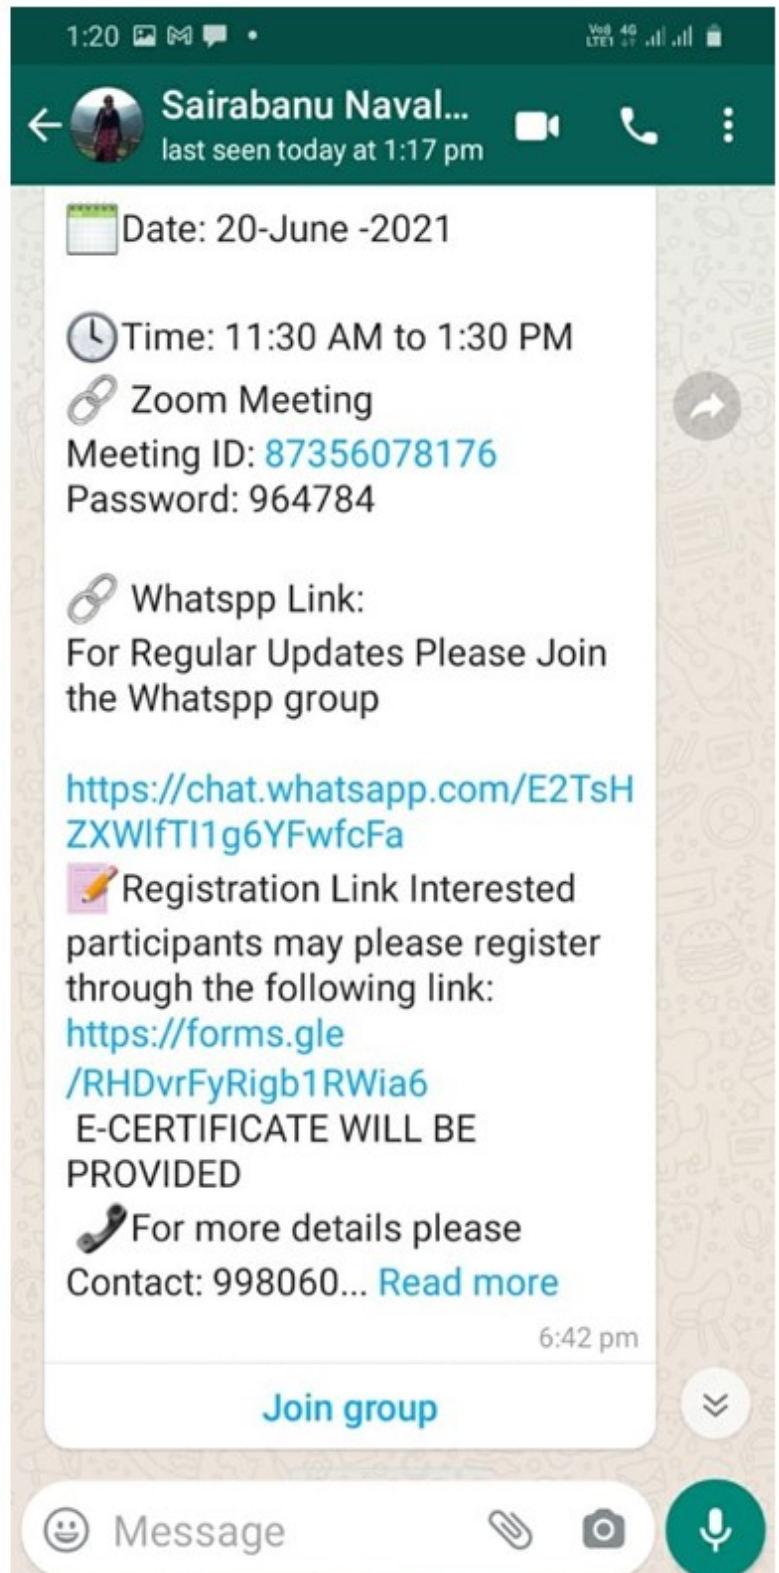 1:20
Vo) 4G
LTE1
Sairabanu Naval...
last seen today at 1:17 pm
Date: 20-June -2021
Time: 11:30 AM to 1:30 PM
Zoom Meeting
Meeting ID: 87356078176
Password: 964784
Whatspp Link:
For Regular Updates Please Join
the Whatspp group
https://chat.whatsapp.com/E2TsH
ZXWlfTI1g6YFwfcFa
Registration Link Interested
participants may please register
through the following link:
https://forms.gle
/RHDvrFyRigb1RWia6
E-CERTIFICATE WILL BE
PROVIDED
For more details please
Contact: 998060... Read more
6:42 pm
Join group
Message